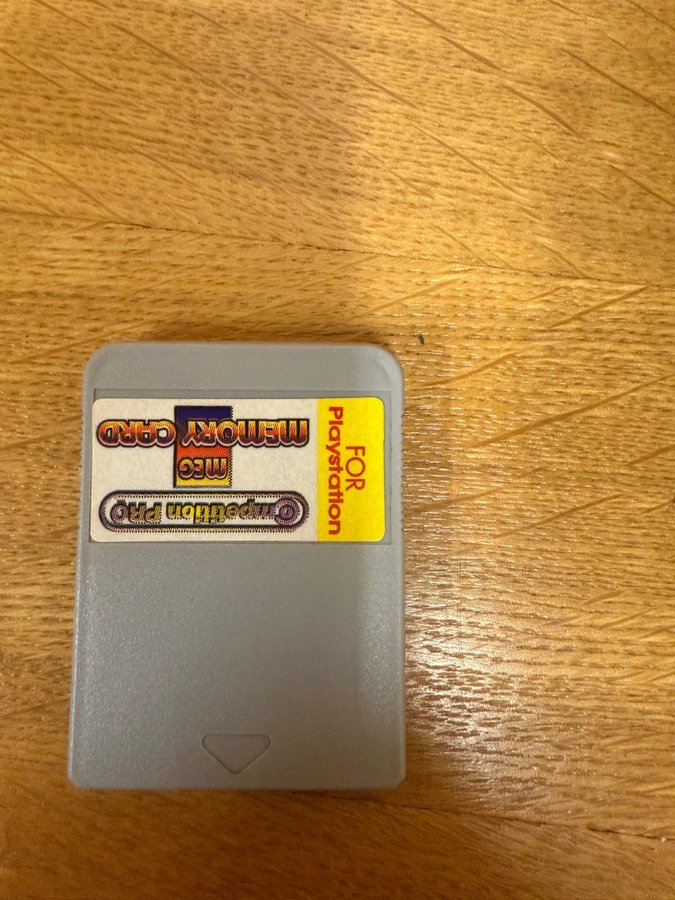 Competition PRO
MEG
MEMORY CARD
FOR
Playstation